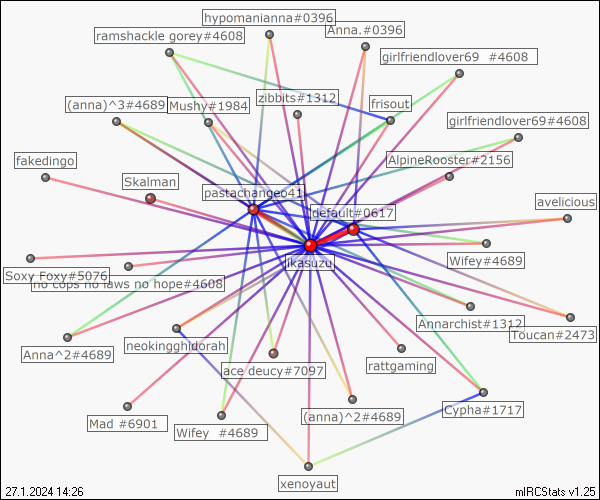 hypomanianna#0396
Anna.#0396
ramshackle gorey#4608
girlfriendlover69 #4608
zibbits#1312
(anna)^3#4689
Mushy#1984
frisout
girlfriendlover69#4608
AlpineRooster#2156
fakedingo
Skalman
pastachangeo41
default#0617
avelicious
Wifey#4689
likasuzu
Soxy Foxy#5076
no cops no laws no hope#4608
Annarchist#1312
Toucan#2473
Anna^2#4689
neokingghidorah
rattgaming
ace deucy#7097
Cypha#1717
(anna)^2#4689
Mad #6901
Wifey #4689
xenoyaut
27.1.2024 14:26
mIRCStats v1.25